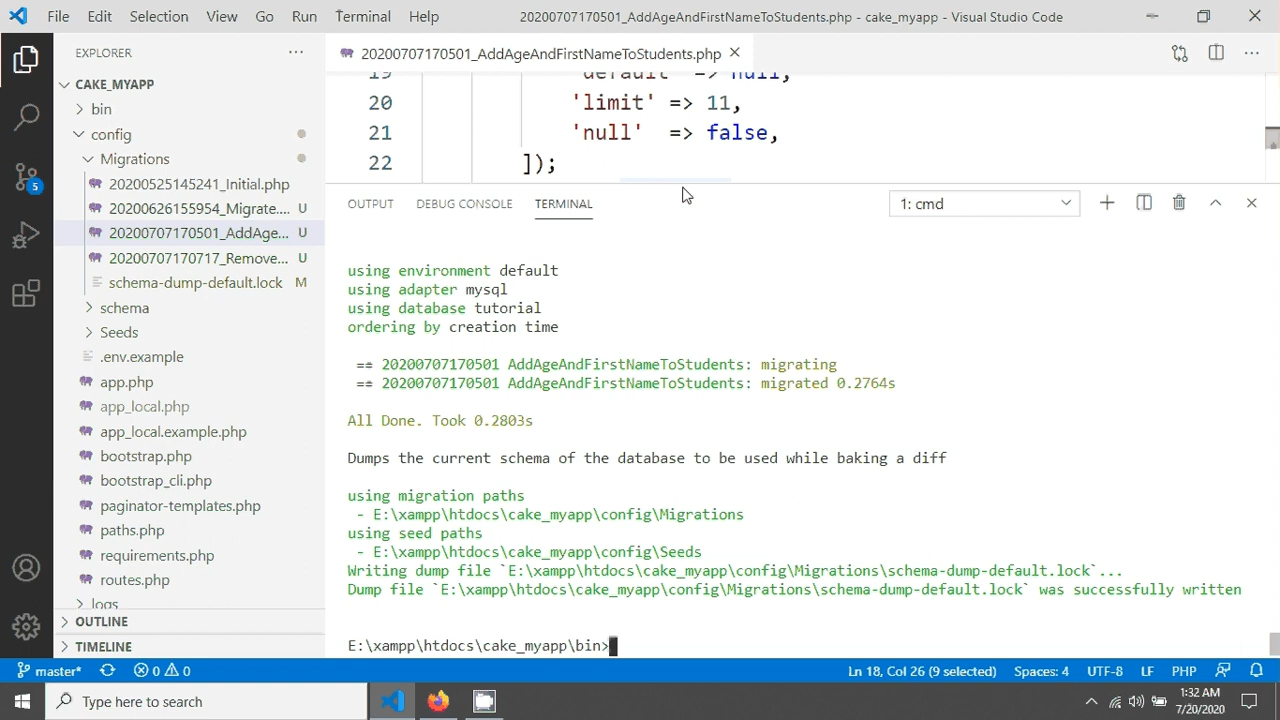 File Edit Selection View Go Run Terminal Help 20200707170501_AddAgeAndFirstNameToStudents.php - cake_myapp - Visual Studio Code
EXPLORER
CAKE_MYAPP
bin
config
Migrations
20200525145241_Initial.php
20200626155954_Migrate.... U
20200707170501_AddAge... U
20200707170717_Remove... U
schema-dump-default.lock M
schema
Seeds
.env.example
app.php
app_local.php
app_local.example.php
bootstrap.php
bootstrap_cli.php
paginator-templates.php
paths.php
requirements.php
routes.php
logs
OUTLINE
TIMELINE
5
20200707170501_AddAgeAndFirstNameToStudents.php
19 'default' => null,
20 'limit' => 11,
21 'null' => false,
22 ]);
OUTPUT DEBUG CONSOLE TERMINAL 1: cmd
using environment default
using adapter mysql
using database tutorial
ordering by creation time
== 20200707170501 AddAgeAndFirstNameToStudents: migrating
== 20200707170501 AddAgeAndFirstNameToStudents: migrated 0.2764s
All Done. Took 0.2803s
Dumps the current schema of the database to be used while baking a diff
using migration paths
- E:\xampp\htdocs\cake_myapp\config\Migrations
using seed paths
- E:\xampp\htdocs\cake_myapp\config\Seeds
Writing dump file `E:\xampp\htdocs\cake_myapp\config\Migrations\schema-dump-default.lock`...
Dump file `E:\xampp\htdocs\cake_myapp\config\Migrations\schema-dump-default.lock` was successfully written
E:\xampp\htdocs\cake_myapp\bin>
master* 0 0 Ln 18, Col 26 (9 selected) Spaces: 4 UTF-8 LF PHP
Type here to search
1:32 AM
7/20/2020